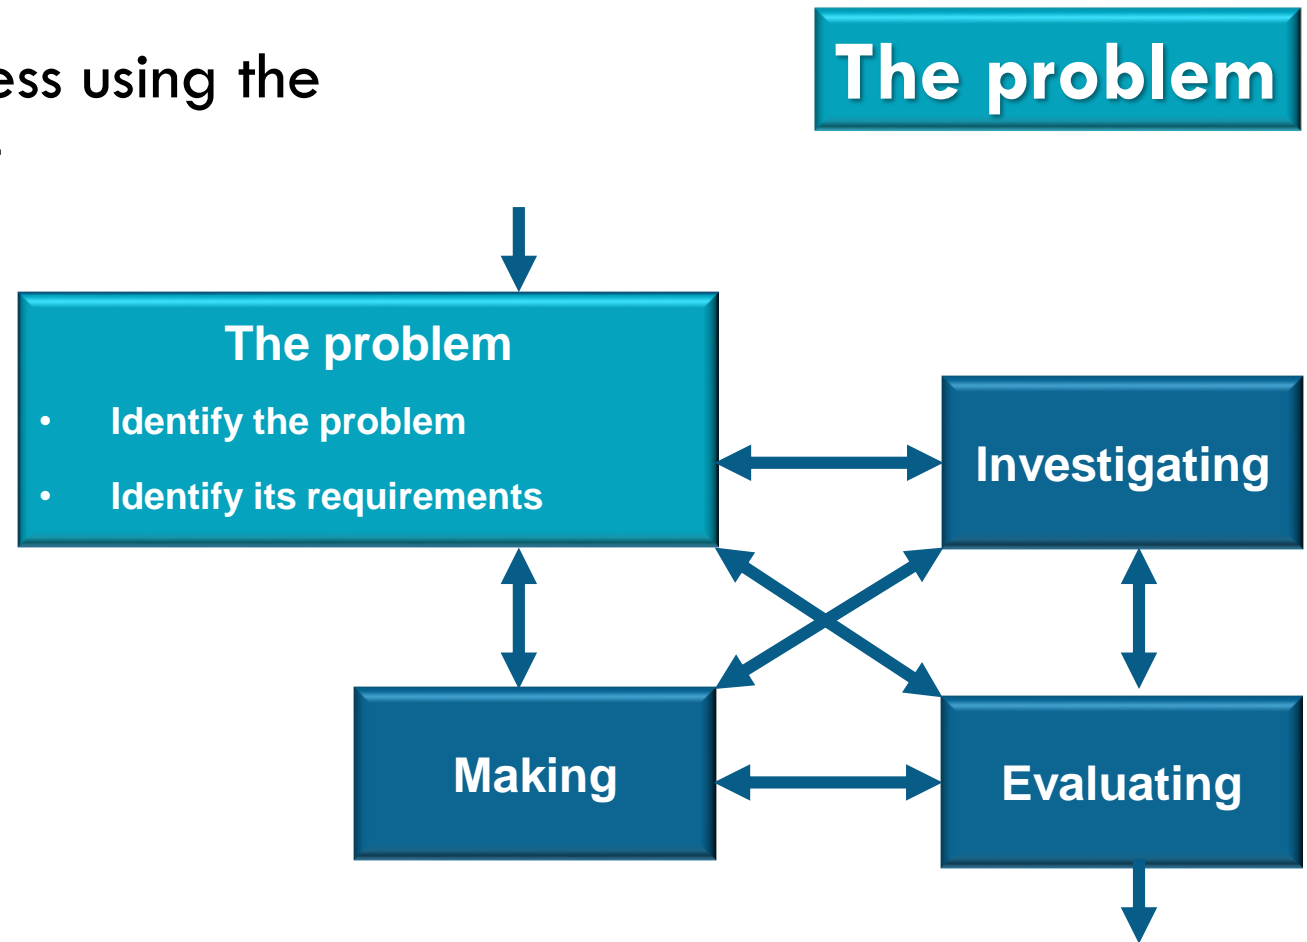 ess using the
The problem
The problem
• Identify the problem
• Identify its requirements
Investigating
Making
Evaluating